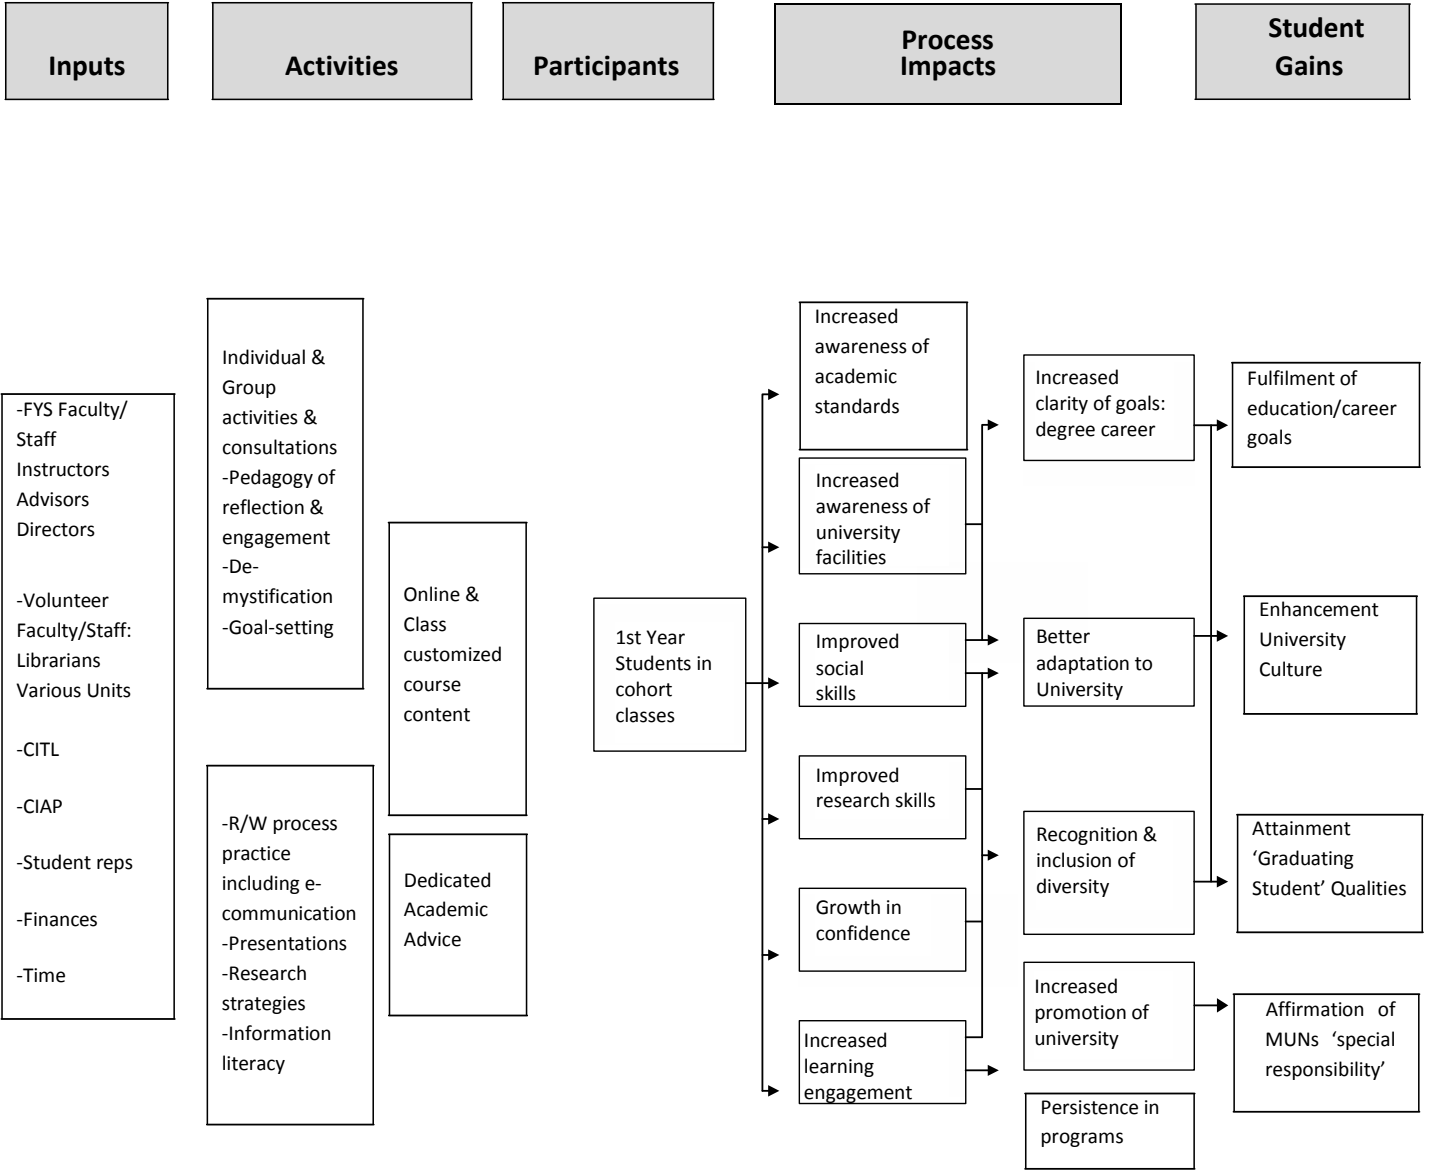 Inputs
Activities
Participants
Process
Impacts
Student
Gains
-FYS Faculty/
Staff
Instructors
Advisors
Directors
-Volunteer
Faculty/Staff:
Librarians
Various Units
-CITL
-CIAP
-Student reps
-Finances
-Time
Individual &
Group
activities &
consultations
-Pedagogy of
reflection &
engagement
-De-
mystification
-Goal-setting
-R/W process
practice
including e-
communication
-Presentations
-Research
strategies
-Information
literacy
Online &
Class
customized
course
content
Dedicated
Academic
Advice
1st Year
Students in
cohort
classes
Increased
awareness of
academic
standards
Increased
awareness of
university
facilities
Improved
social
skills
Improved
research skills
Growth in
confidence
Increased
learning
engagement
Increased
clarity of goals:
degree career
Better
adaptation to
University
Recognition &
inclusion of
diversity
Increased
promotion of
university
Persistence in
programs
Fulfilment of
education/career
goals
Enhancement
University
Culture
Attainment
‘Graduating
Student’ Qualities
Affirmation of
MUNs ‘special
responsibility’